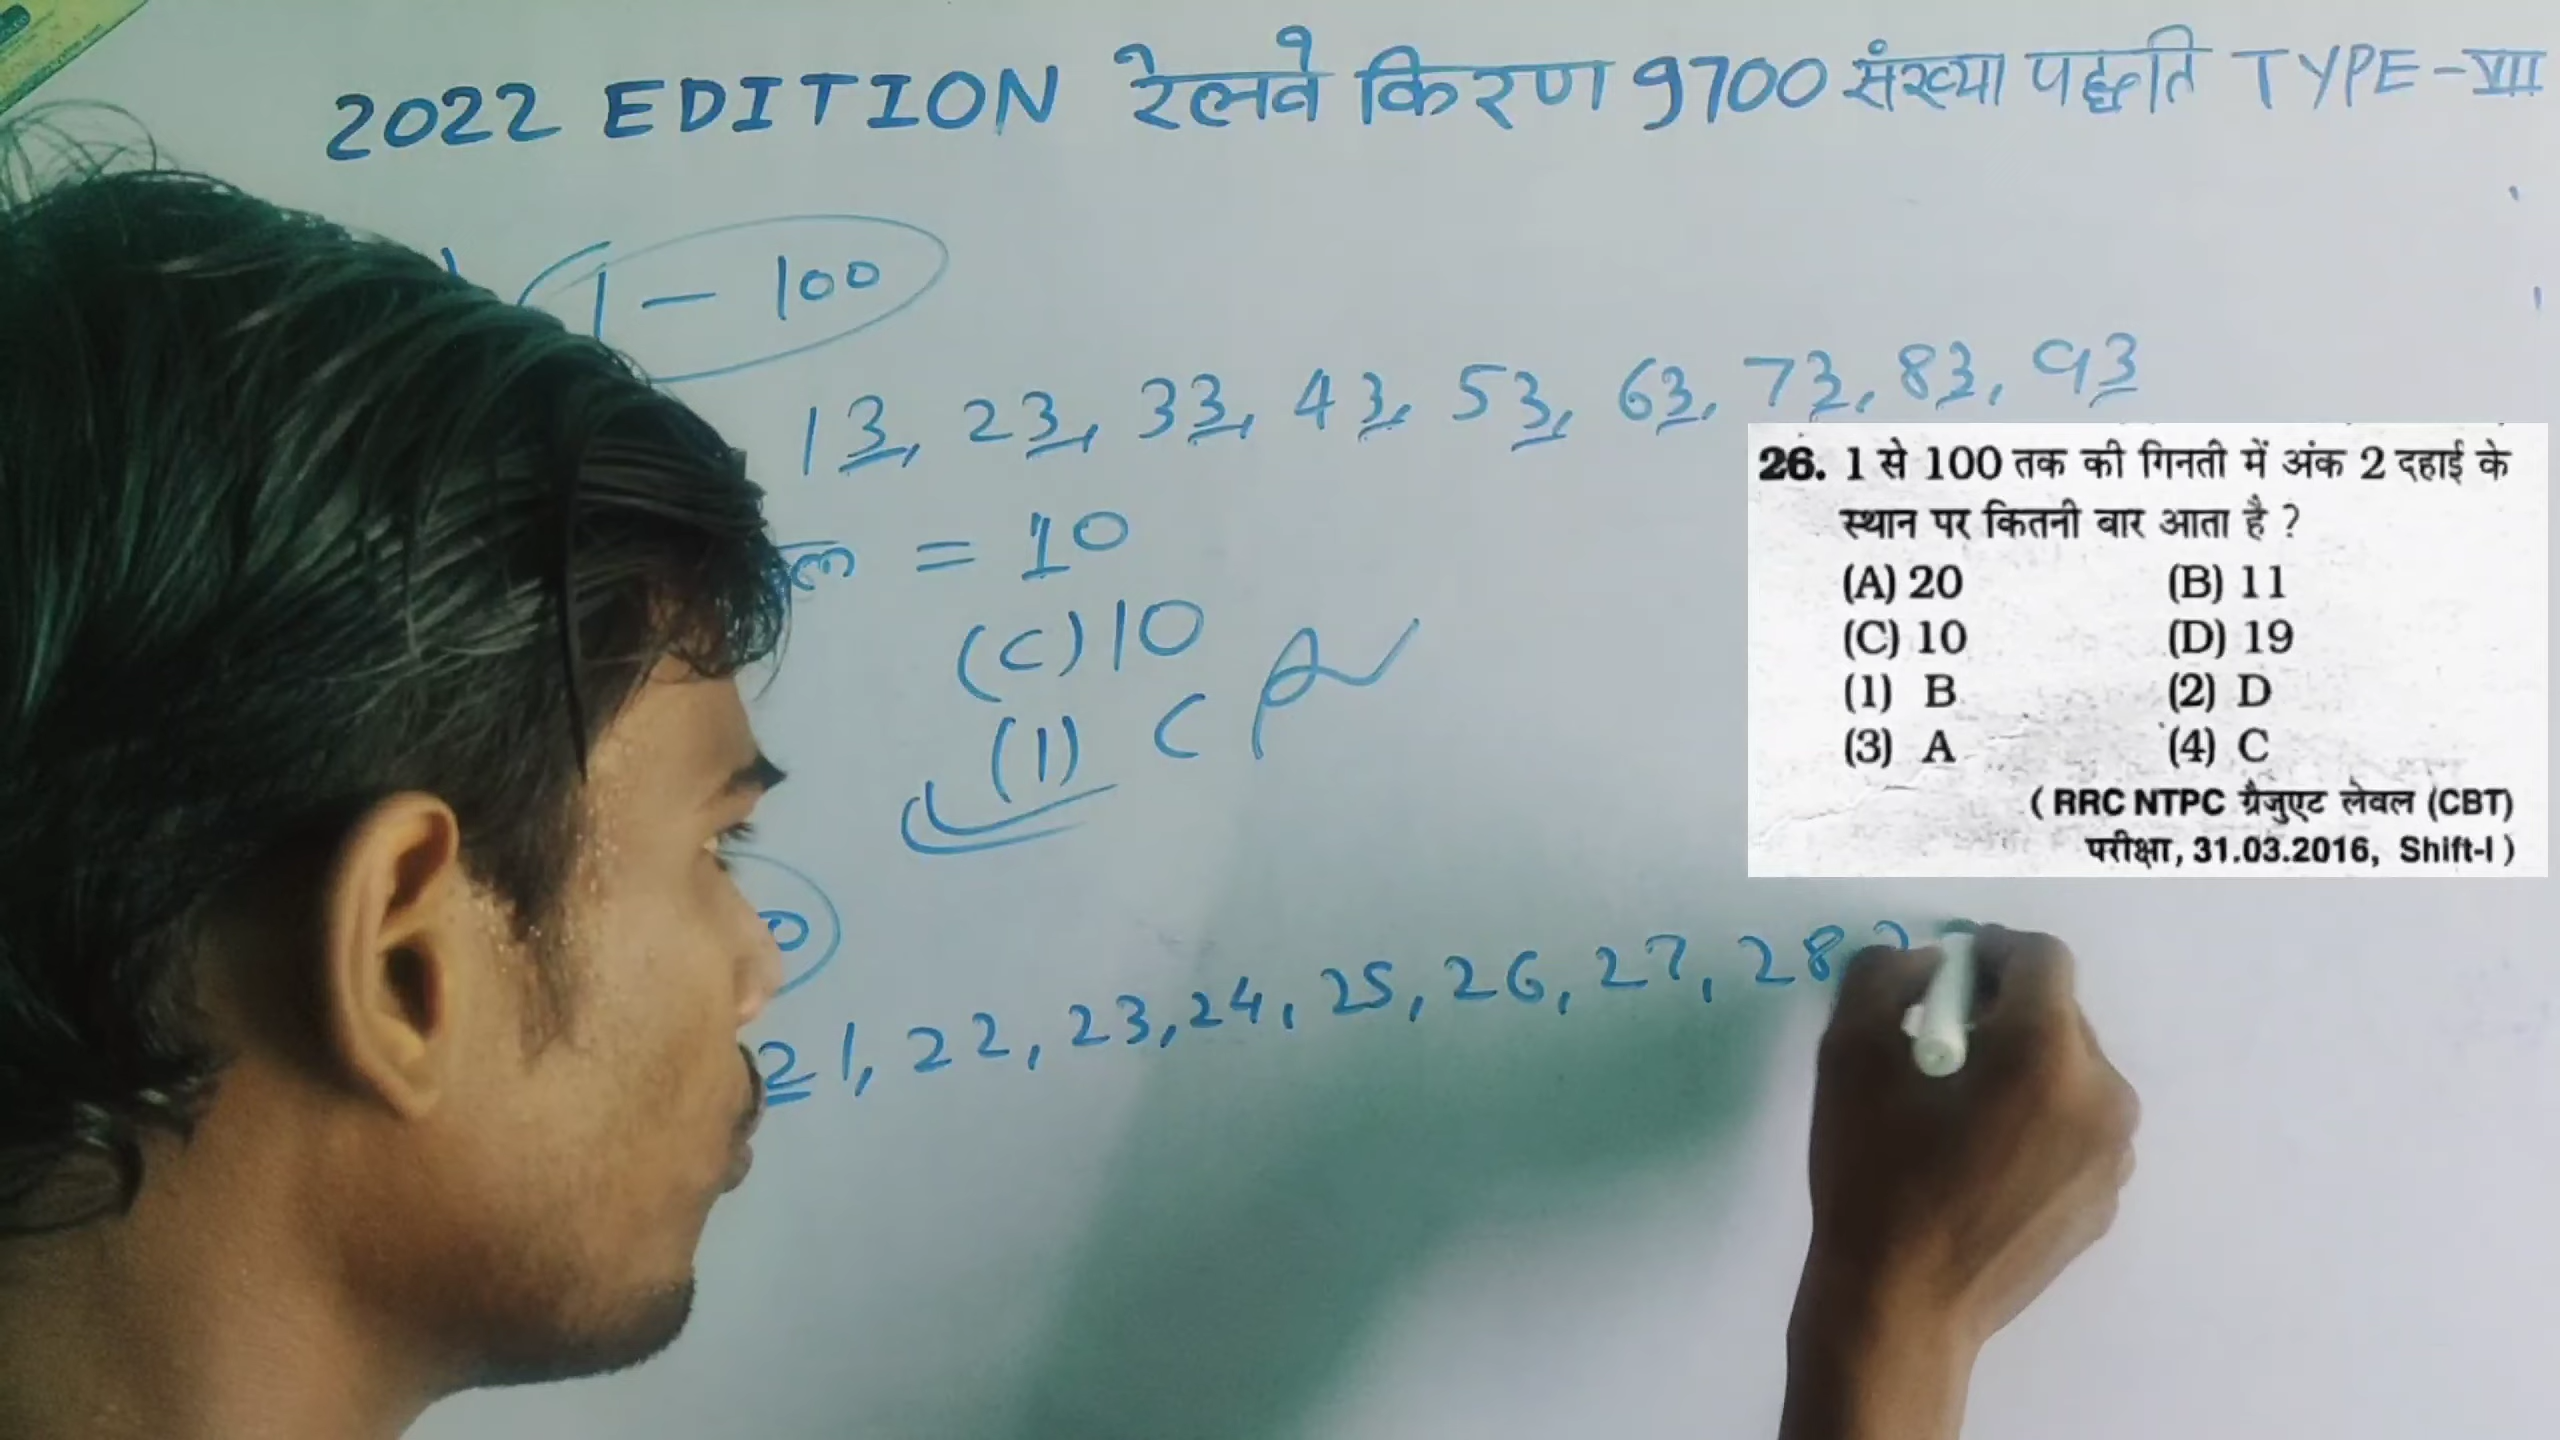 2022 EDITION रेलवे किरण 9700 संख्या पद्धति TYPE-VII
1 — 100
13, 23, 33, 43, 53, 63, 73, 83, 93
= 10
(C) 10
(1) C
26. 1 से 100 तक की गिनती में अंक 2 दहाई के
स्थान पर कितनी बार आता है ?
(A) 20 (B) 11
(C) 10 (D) 19
(1) B (2) D
(3) A (4) C
( RRC NTPC ग्रैजुएट लेवल (CBT)
परीक्षा, 31.03.2016, Shift-I )
21, 22, 23, 24, 25, 26, 27, 28